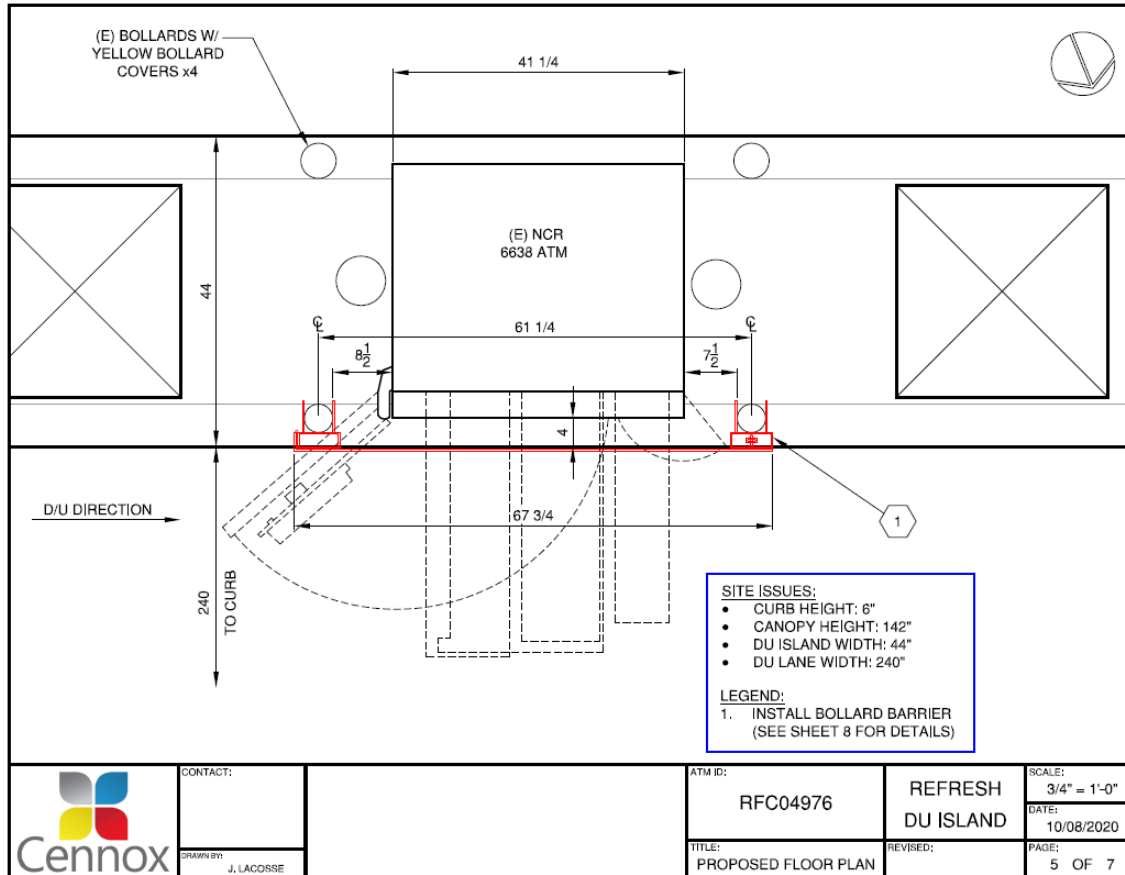 (E) BOLLARDS W/
YELLOW BOLLARD
COVERS x4
41 1/4
(E) NCR
6638 ATM
44
℄
61 1/4
℄
8 1/2
7 1/2
4
D/U DIRECTION
67 3/4
1
240
TO CURB
SITE ISSUES:
• CURB HEIGHT: 6"
• CANOPY HEIGHT: 142"
• DU ISLAND WIDTH: 44"
• DU LANE WIDTH: 240"
LEGEND:
1. INSTALL BOLLARD BARRIER
(SEE SHEET 8 FOR DETAILS)
Cennox
CONTACT:
DRAWN BY:
J. LACOSSE
ATM ID:
RFC04976
TITLE:
PROPOSED FLOOR PLAN
REFRESH
DU ISLAND
REVISED:
SCALE:
3/4" = 1'-0"
DATE:
10/08/2020
PAGE:
5 OF 7